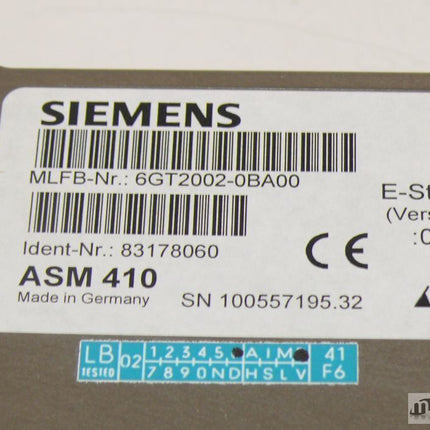 SIEMENS
MLFB-Nr.: 6GT2002-0BA00
E-St
(Vers
:0
Ident-Nr.: 83178060
ASM 410
Made in Germany
SN 100557195.32
LB TESTED 02 1 2 3 4 5 A I M 41
7 8 9 0 N D H S L V F6